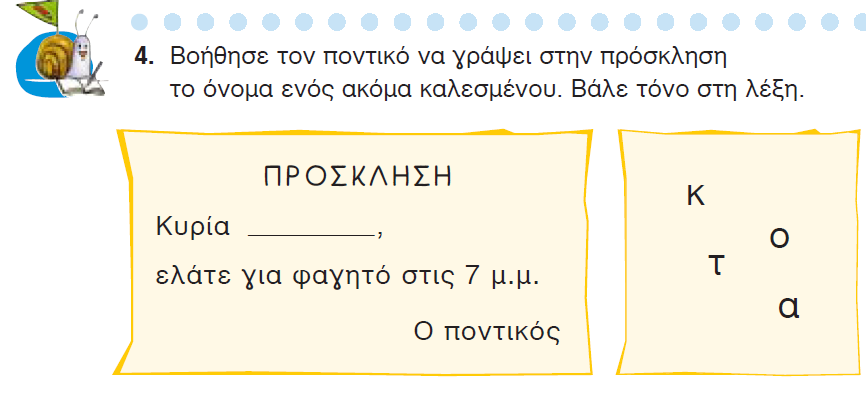 4. Βοήθησε τον ποντικό να γράψει στην πρόσκληση
το όνομα ενός ακόμα καλεσμένου. Βάλε τόνο στη λέξη.
ΠΡΟΣΚΛΗΣΗ
Κυρία _________,
ελάτε για φαγητό στις 7 μ.μ.
Ο ποντικός
κ
ο
τ
α